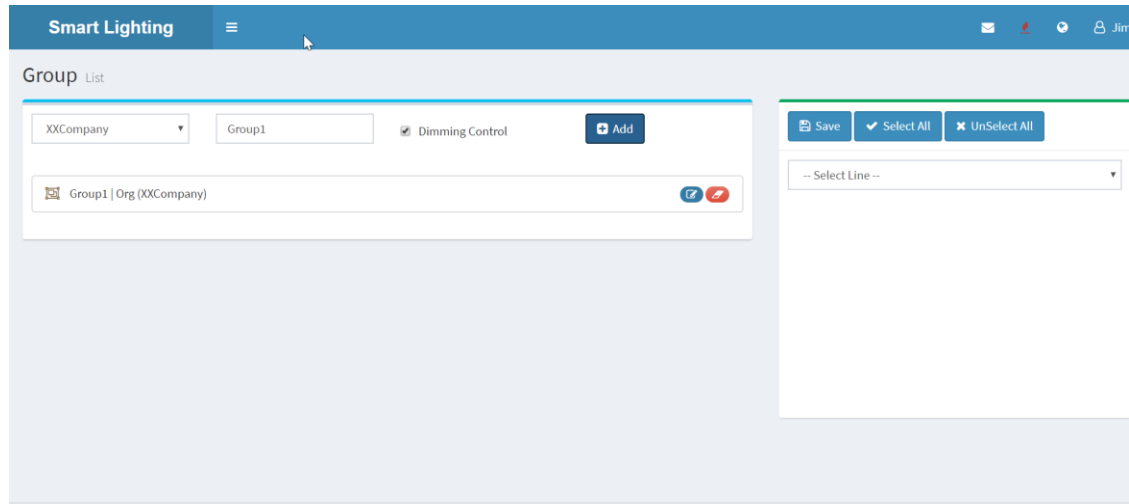 Smart Lighting
Jim
Group List
XXCompany Group1 Dimming Control Add
Group1 | Org (XXCompany)
Save Select All UnSelect All
-- Select Line --